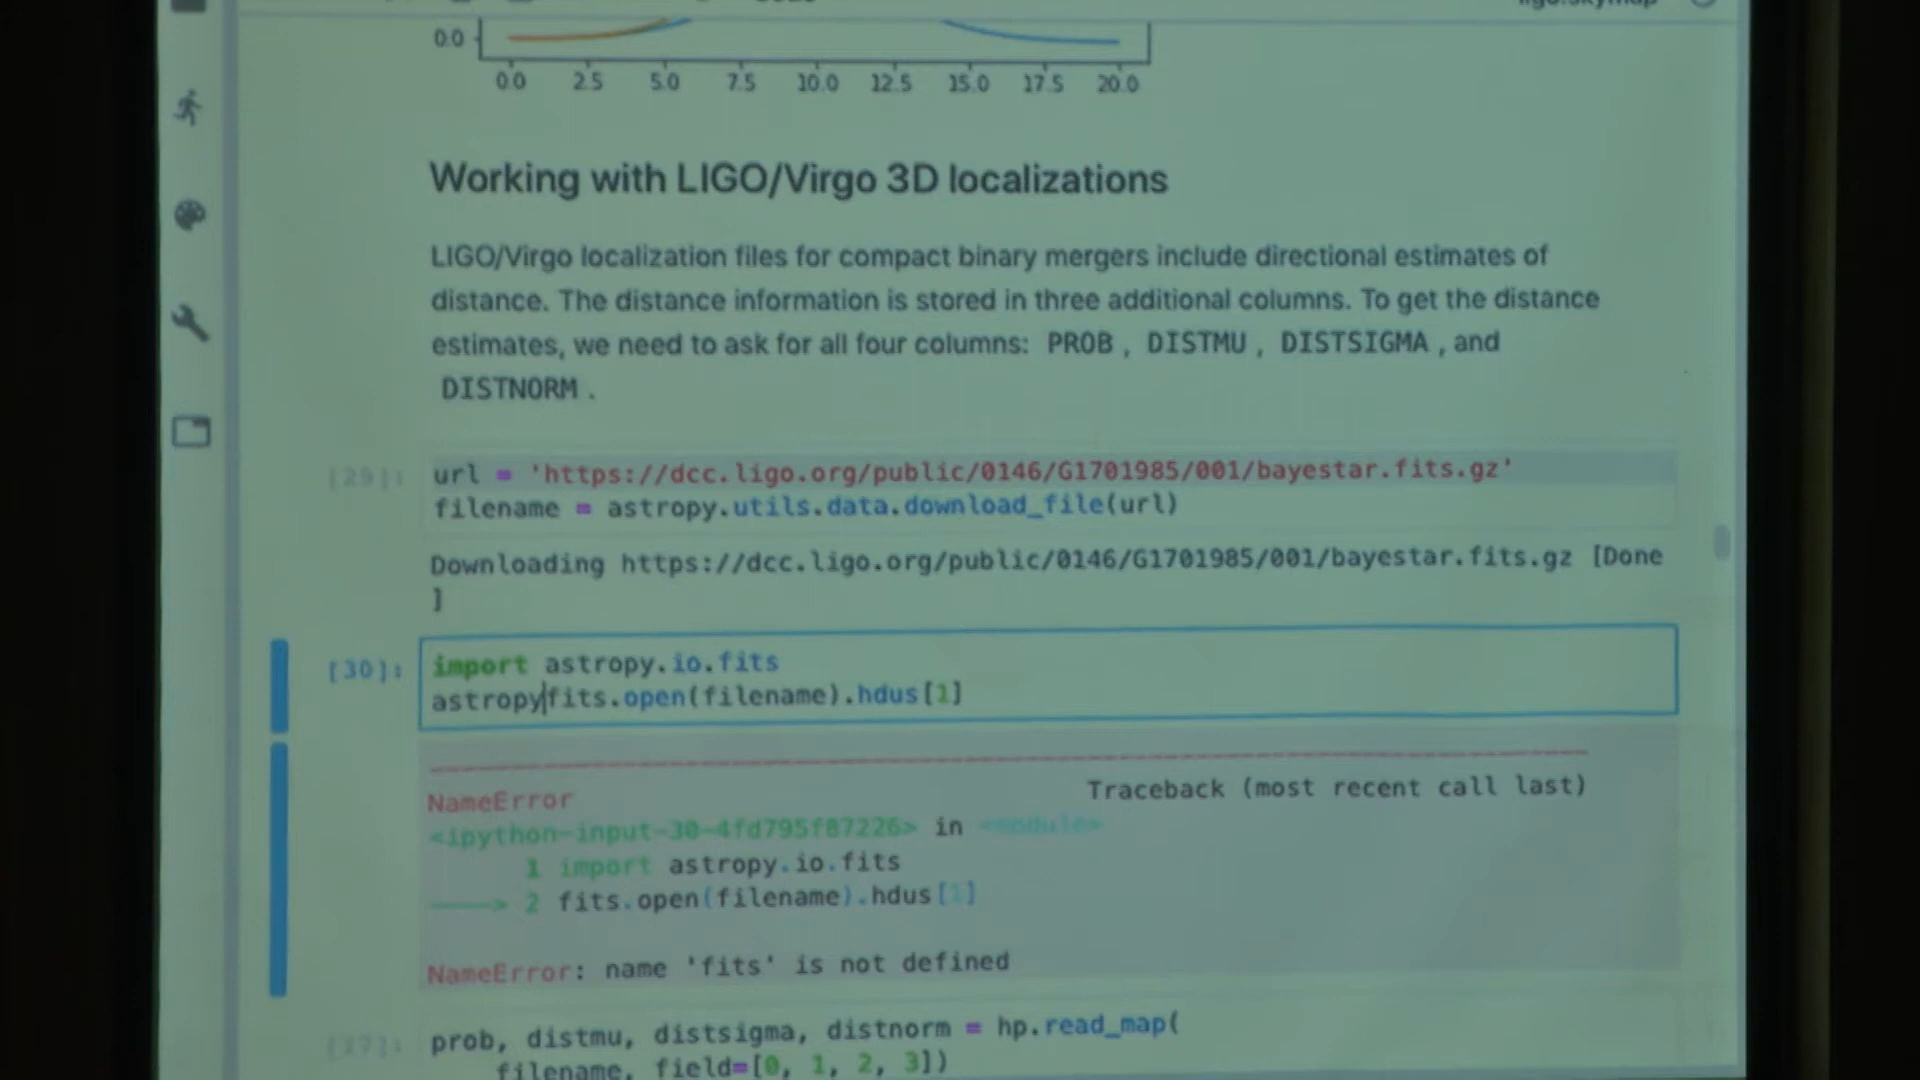 0.0
0.0 2.5 5.0 7.5 10.0 12.5 15.0 17.5 20.0
Working with LIGO/Virgo 3D localizations
LIGO/Virgo localization files for compact binary mergers include directional estimates of
distance. The distance information is stored in three additional columns. To get the distance
estimates, we need to ask for all four columns: PROB , DISTMU , DISTSIGMA , and
DISTNORM .
[29]: url = 'https://dcc.ligo.org/public/0146/G1701985/001/bayestar.fits.gz'
filename = astropy.utils.data.download_file(url)
Downloading https://dcc.ligo.org/public/0146/G1701985/001/bayestar.fits.gz [Done
]
[30]: import astropy.io.fits
astropyfits.open(filename).hdus[1]
NameError Traceback (most recent call last)
<ipython-input-30-4fd795f87226> in <module>
1 import astropy.io.fits
----> 2 fits.open(filename).hdus[1]
NameError: name 'fits' is not defined
prob, distmu, distsigma, distnorm = hp.read_map(
filename, field=[0, 1, 2, 3])